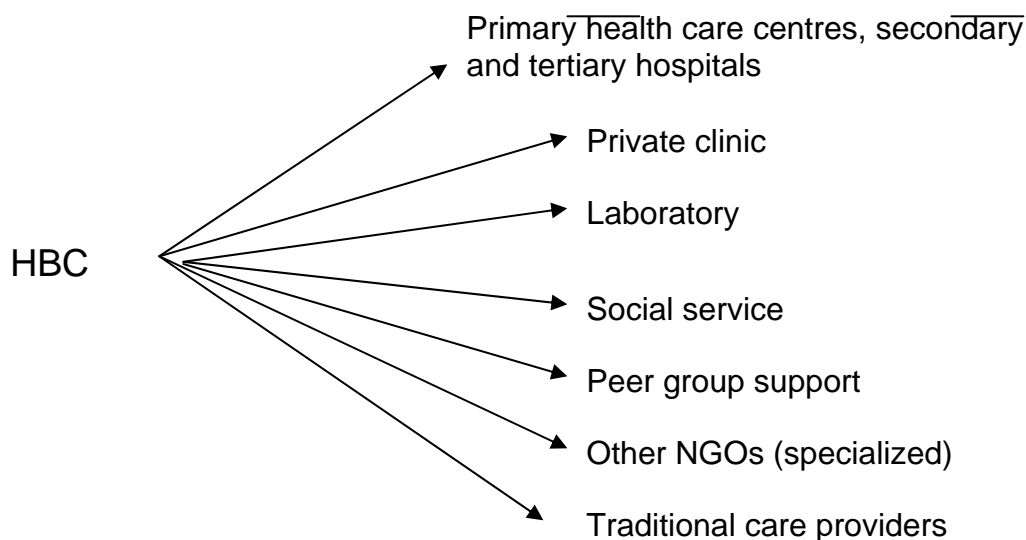 Primary health care centres, secondary
and tertiary hospitals
Private clinic
Laboratory
HBC
Social service
Peer group support
Other NGOs (specialized)
Traditional care providers